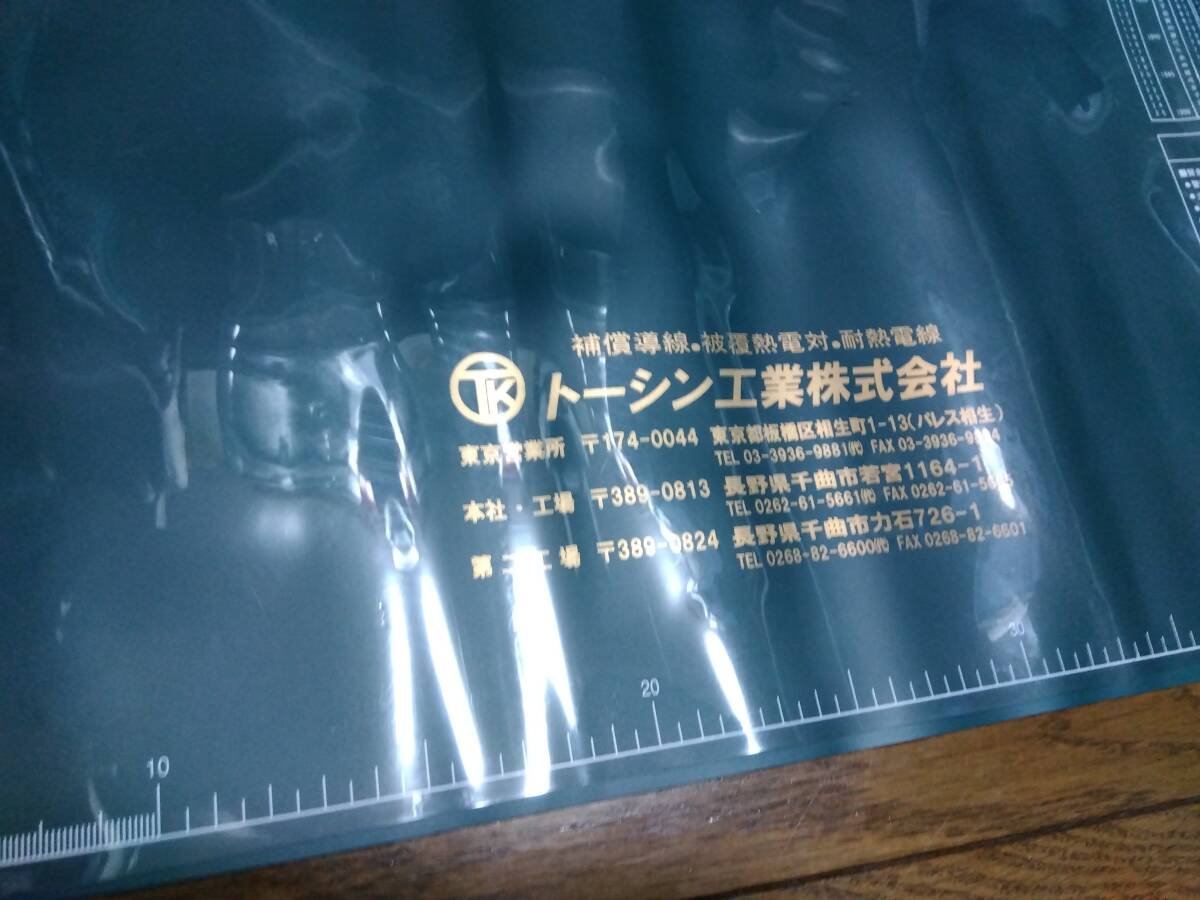 補償導線・被覆熱電対・耐熱電線
TK トーシン工業株式会社
東京営業所 〒174-0044 東京都板橋区相生町1-13(パレス相生)
TEL 03-3936-9881㈹ FAX 03-3936-
本社・工場 〒389-0813 長野県千曲市若宮1164-1
TEL 0262-61-5661㈹ FAX 0262-61-
第二工場 〒389-0824 長野県千曲市力石726-1
TEL 0268-82-6600㈹ FAX 0268-82-6601
10
20
30